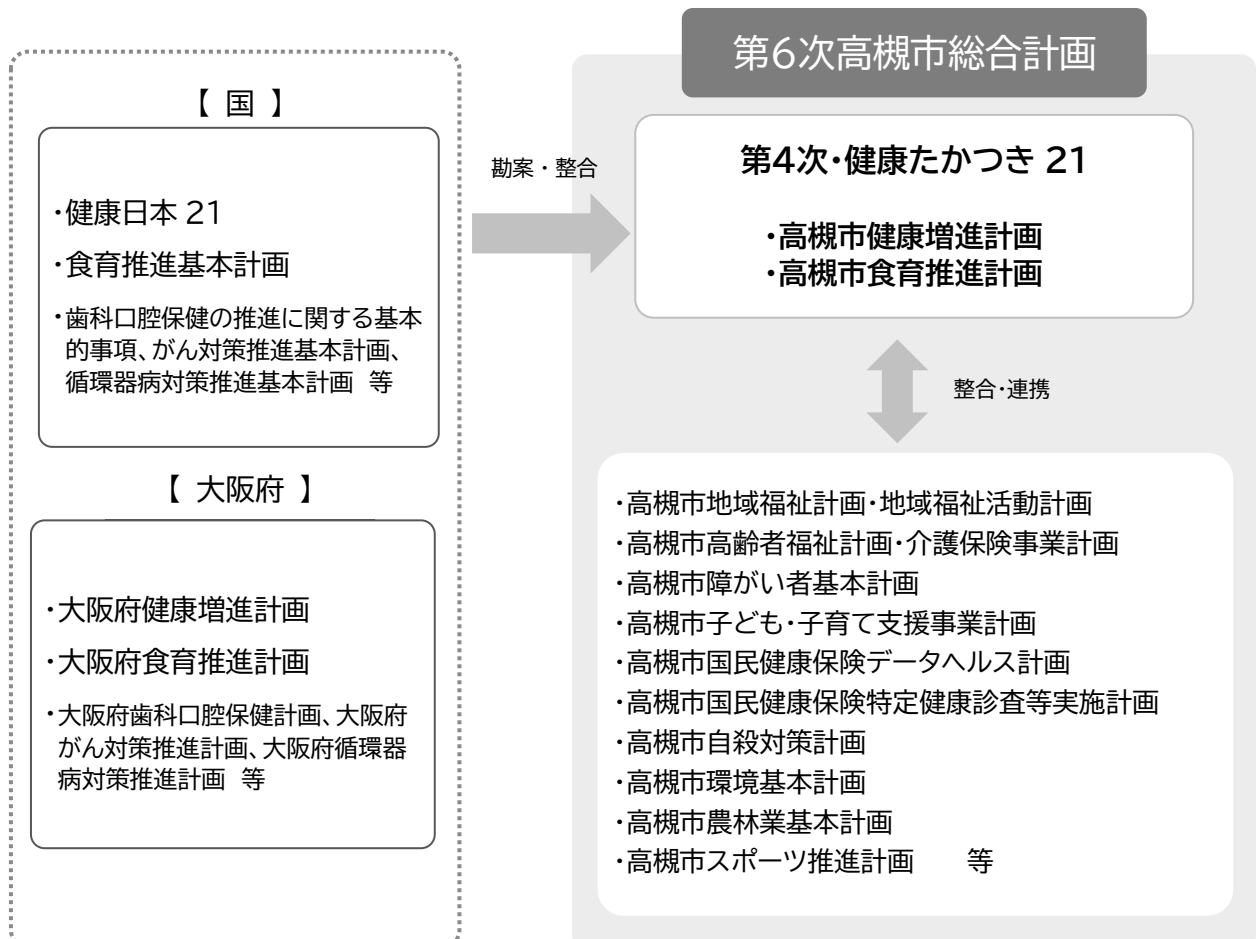 【 国 】
・健康日本 21
・食育推進基本計画
・歯科口腔保健の推進に関する基本
的事項、がん対策推進基本計画、
循環器病対策推進基本計画 等
【 大阪府 】
・大阪府健康増進計画
・大阪府食育推進計画
・大阪府歯科口腔保健計画、大阪府
がん対策推進計画、大阪府循環器
病対策推進計画 等
勘案・整合
第6次高槻市総合計画
第4次・健康たかつき 21
・高槻市健康増進計画
・高槻市食育推進計画
整合・連携
・高槻市地域福祉計画・地域福祉活動計画
・高槻市高齢者福祉計画・介護保険事業計画
・高槻市障がい者基本計画
・高槻市子ども・子育て支援事業計画
・高槻市国民健康保険データヘルス計画
・高槻市国民健康保険特定健康診査等実施計画
・高槻市自殺対策計画
・高槻市環境基本計画
・高槻市農林業基本計画
・高槻市スポーツ推進計画 等